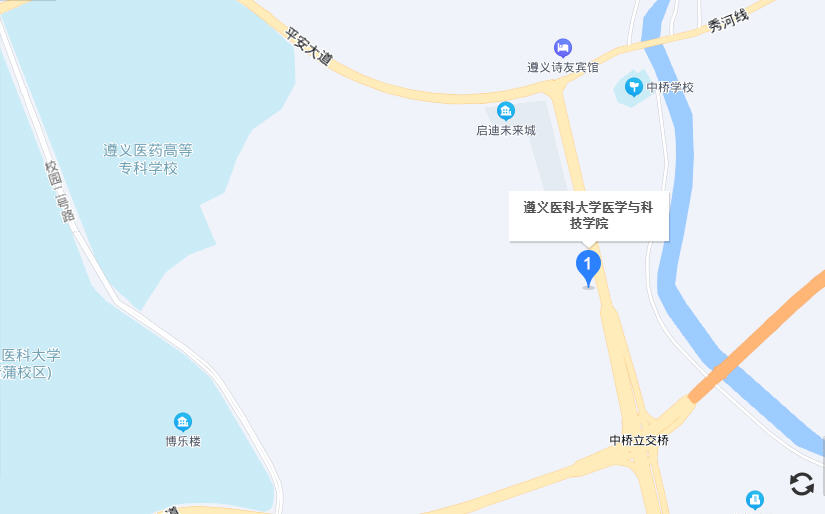 秀河线
平安大道
遵义诗友宾馆
中桥学校
启迪未来城
遵义医药高等
专科学校
校园二号路
遵义医科大学医学与科
技学院
1
医科大学
蒲校区)
博乐楼
中桥立交桥
道